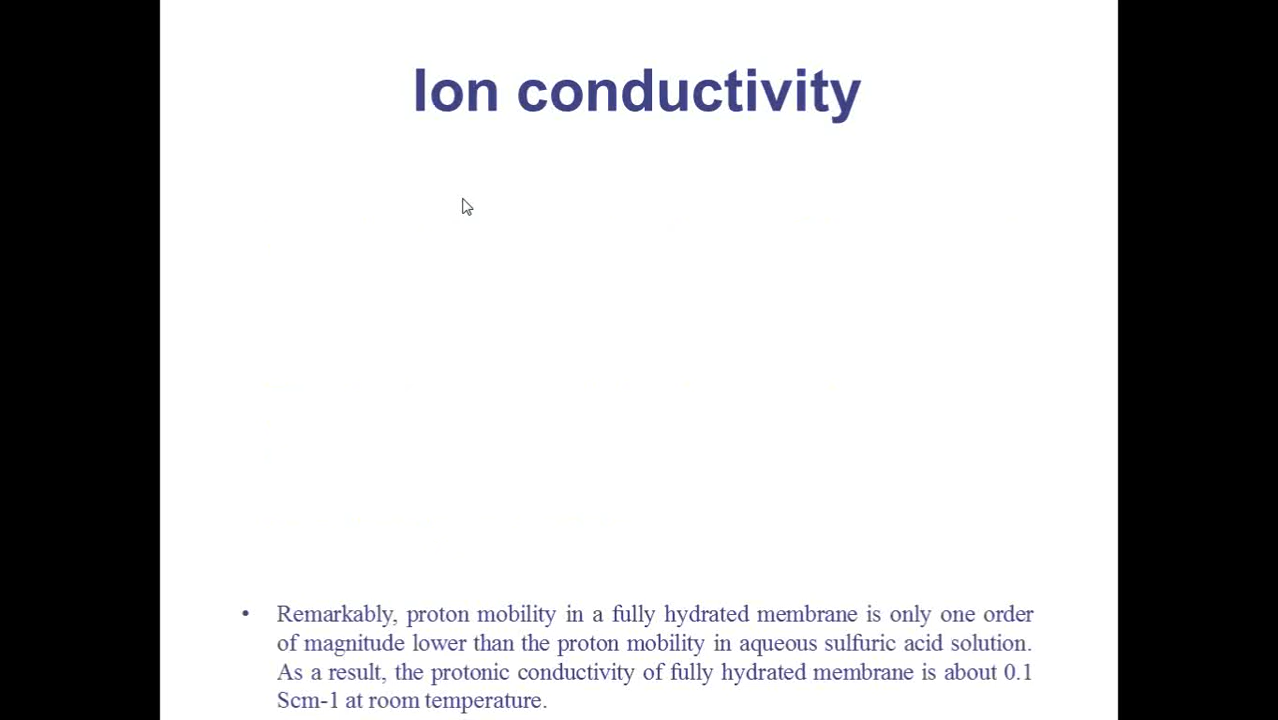 Ion conductivity
• Remarkably, proton mobility in a fully hydrated membrane is only one order
of magnitude lower than the proton mobility in aqueous sulfuric acid solution.
As a result, the protonic conductivity of fully hydrated membrane is about 0.1
Scm-1 at room temperature.